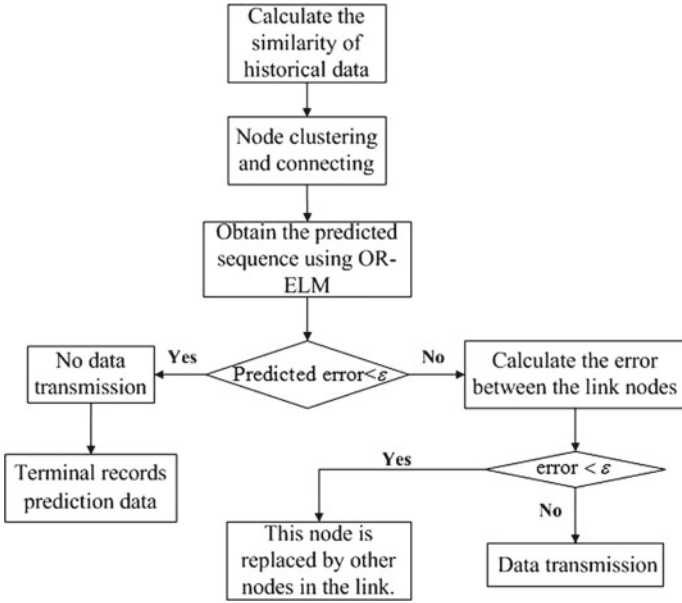 Calculate the
similarity of
historical data
Node clustering
and connecting
Obtain the predicted
sequence using OR-
ELM
Yes
No
No data
transmission
Predicted error<ε
Calculate the error
between the link nodes
Terminal records
prediction data
Yes
error < ε
No
This node is
replaced by other
nodes in the link.
Data transmission